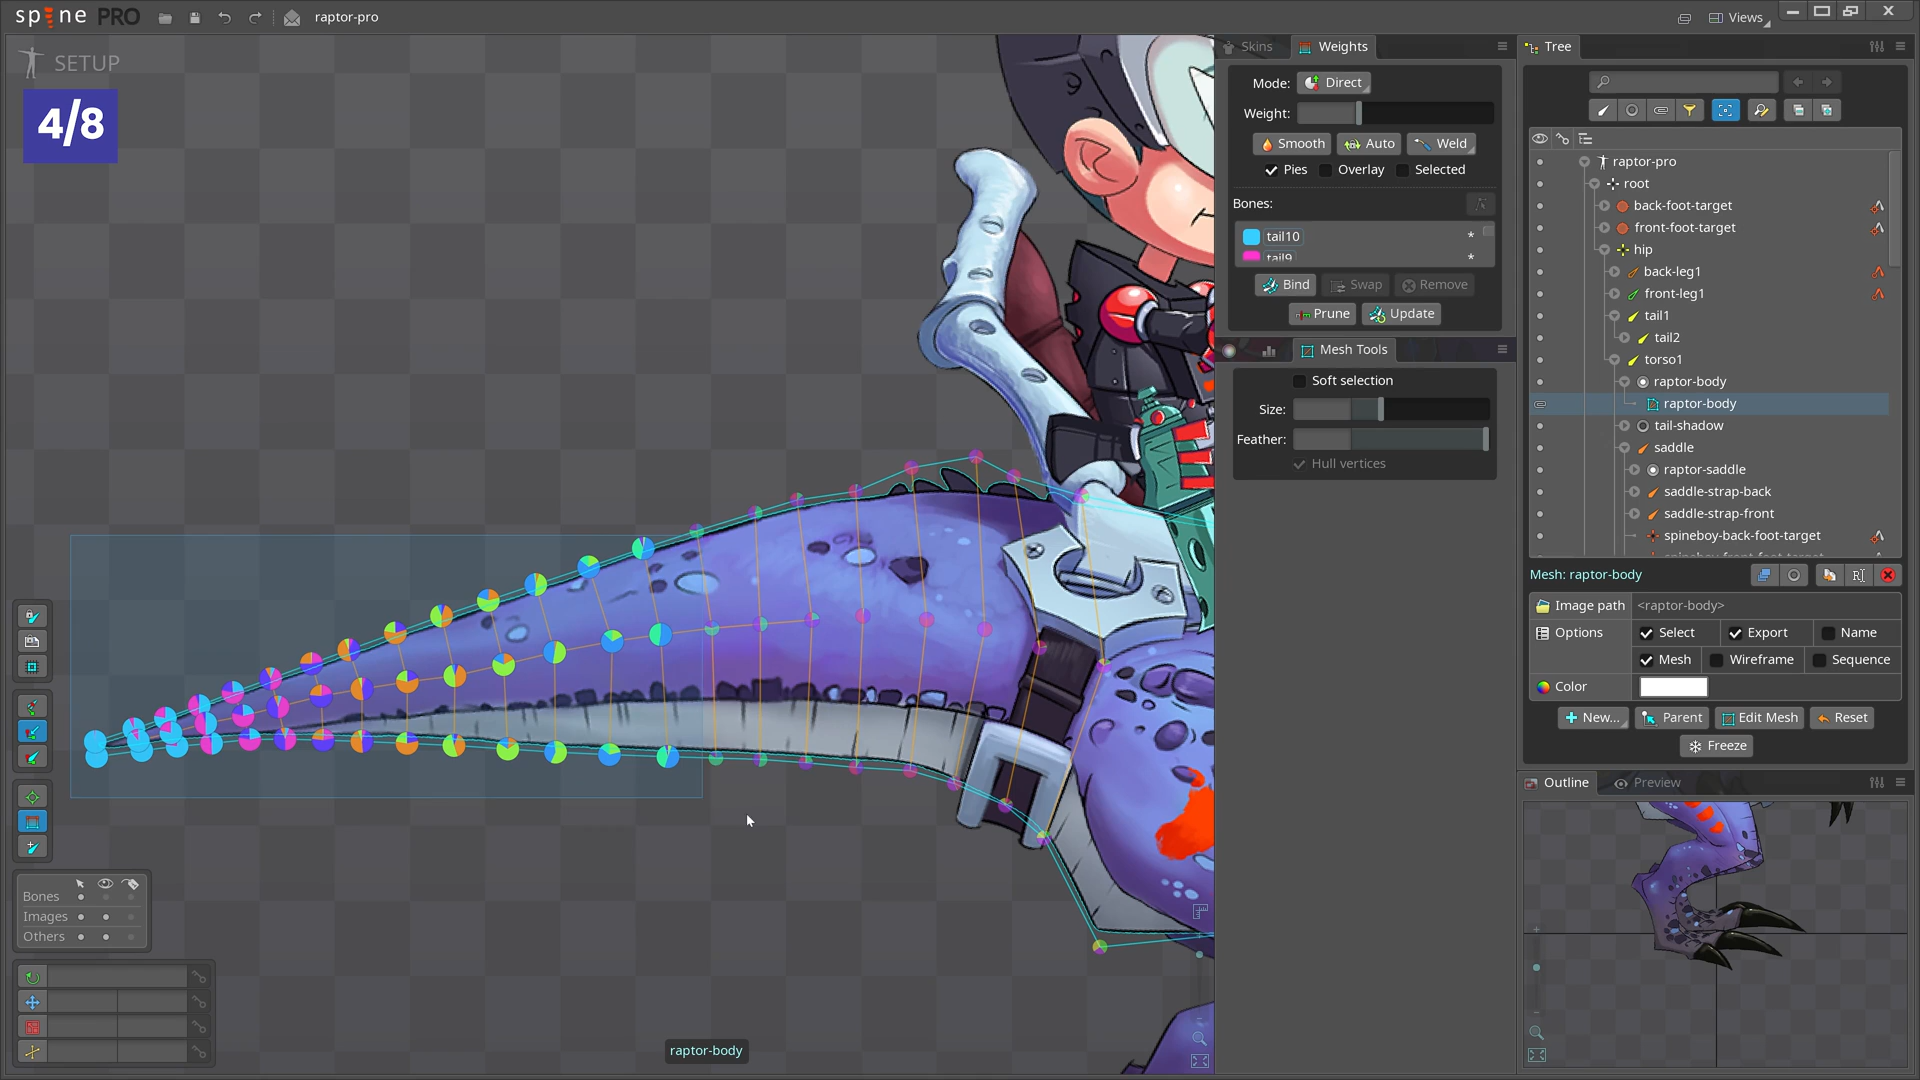 spine PRO
raptor-pro
Views
SETUP
4/8
Skins
Weights
Mode:
Direct
Weight:
Smooth
Auto
Weld
Pies
Overlay
Selected
Bones:
tail10
*
tail9
*
Bind
Swap
Remove
Prune
Update
Mesh Tools
Soft selection
Size:
Feather:
Hull vertices
Tree
raptor-pro
root
back-foot-target
front-foot-target
hip
back-leg1
front-leg1
tail1
tail2
torso1
raptor-body
raptor-body
tail-shadow
saddle
raptor-saddle
saddle-strap-back
saddle-strap-front
spineboy-back-foot-target
spineboy-front-foot-target
Mesh: raptor-body
Image path
<raptor-body>
Options
Select
Export
Name
Mesh
Wireframe
Sequence
Color
New...
Parent
Edit Mesh
Reset
Freeze
Outline
Preview
Bones
Images
Others
raptor-body